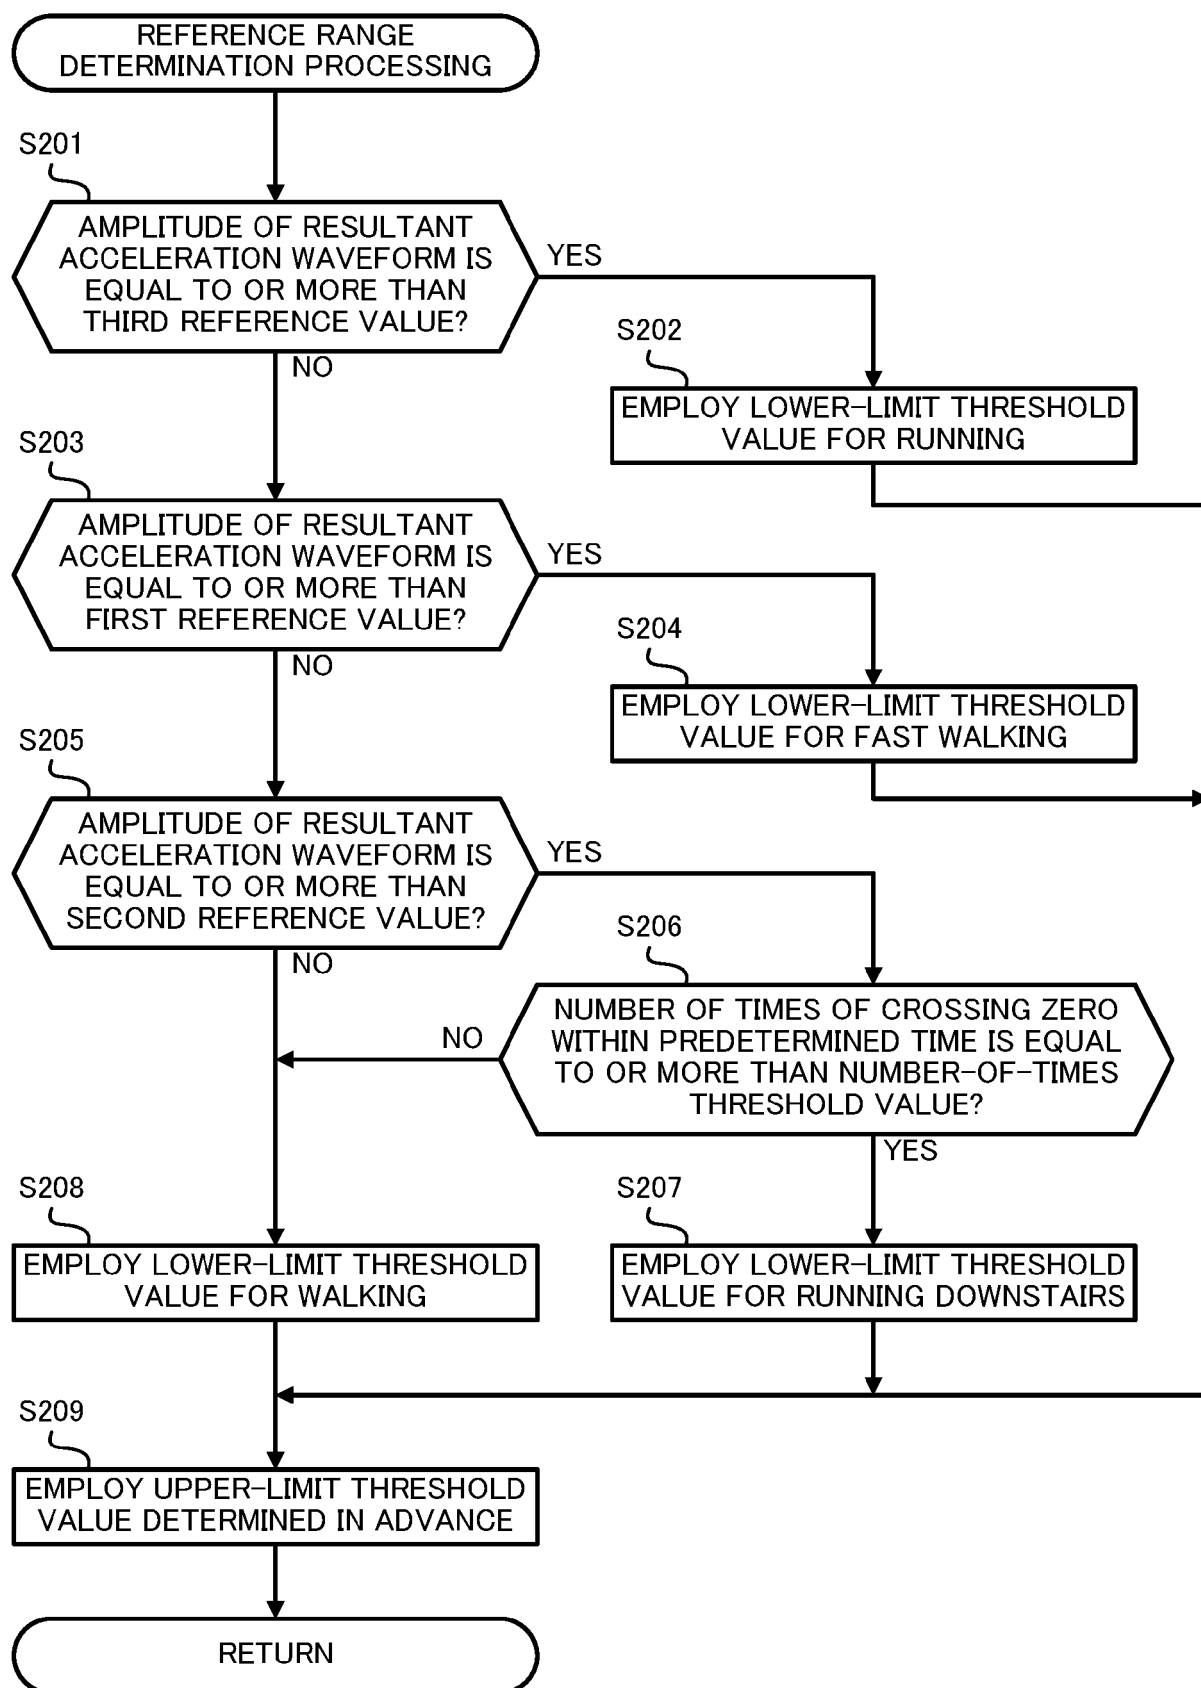 REFERENCE RANGE
DETERMINATION PROCESSING
S201
AMPLITUDE OF RESULTANT
ACCELERATION WAVEFORM IS
EQUAL TO OR MORE THAN
THIRD REFERENCE VALUE?
YES
NO
S202
EMPLOY LOWER-LIMIT THRESHOLD
VALUE FOR RUNNING
S203
AMPLITUDE OF RESULTANT
ACCELERATION WAVEFORM IS
EQUAL TO OR MORE THAN
FIRST REFERENCE VALUE?
YES
NO
S204
EMPLOY LOWER-LIMIT THRESHOLD
VALUE FOR FAST WALKING
S205
AMPLITUDE OF RESULTANT
ACCELERATION WAVEFORM IS
EQUAL TO OR MORE THAN
SECOND REFERENCE VALUE?
YES
NO
S206
NUMBER OF TIMES OF CROSSING ZERO
WITHIN PREDETERMINED TIME IS EQUAL
TO OR MORE THAN NUMBER-OF-TIMES
THRESHOLD VALUE?
NO
YES
S208
EMPLOY LOWER-LIMIT THRESHOLD
VALUE FOR WALKING
S207
EMPLOY LOWER-LIMIT THRESHOLD
VALUE FOR RUNNING DOWNSTAIRS
S209
EMPLOY UPPER-LIMIT THRESHOLD
VALUE DETERMINED IN ADVANCE
RETURN